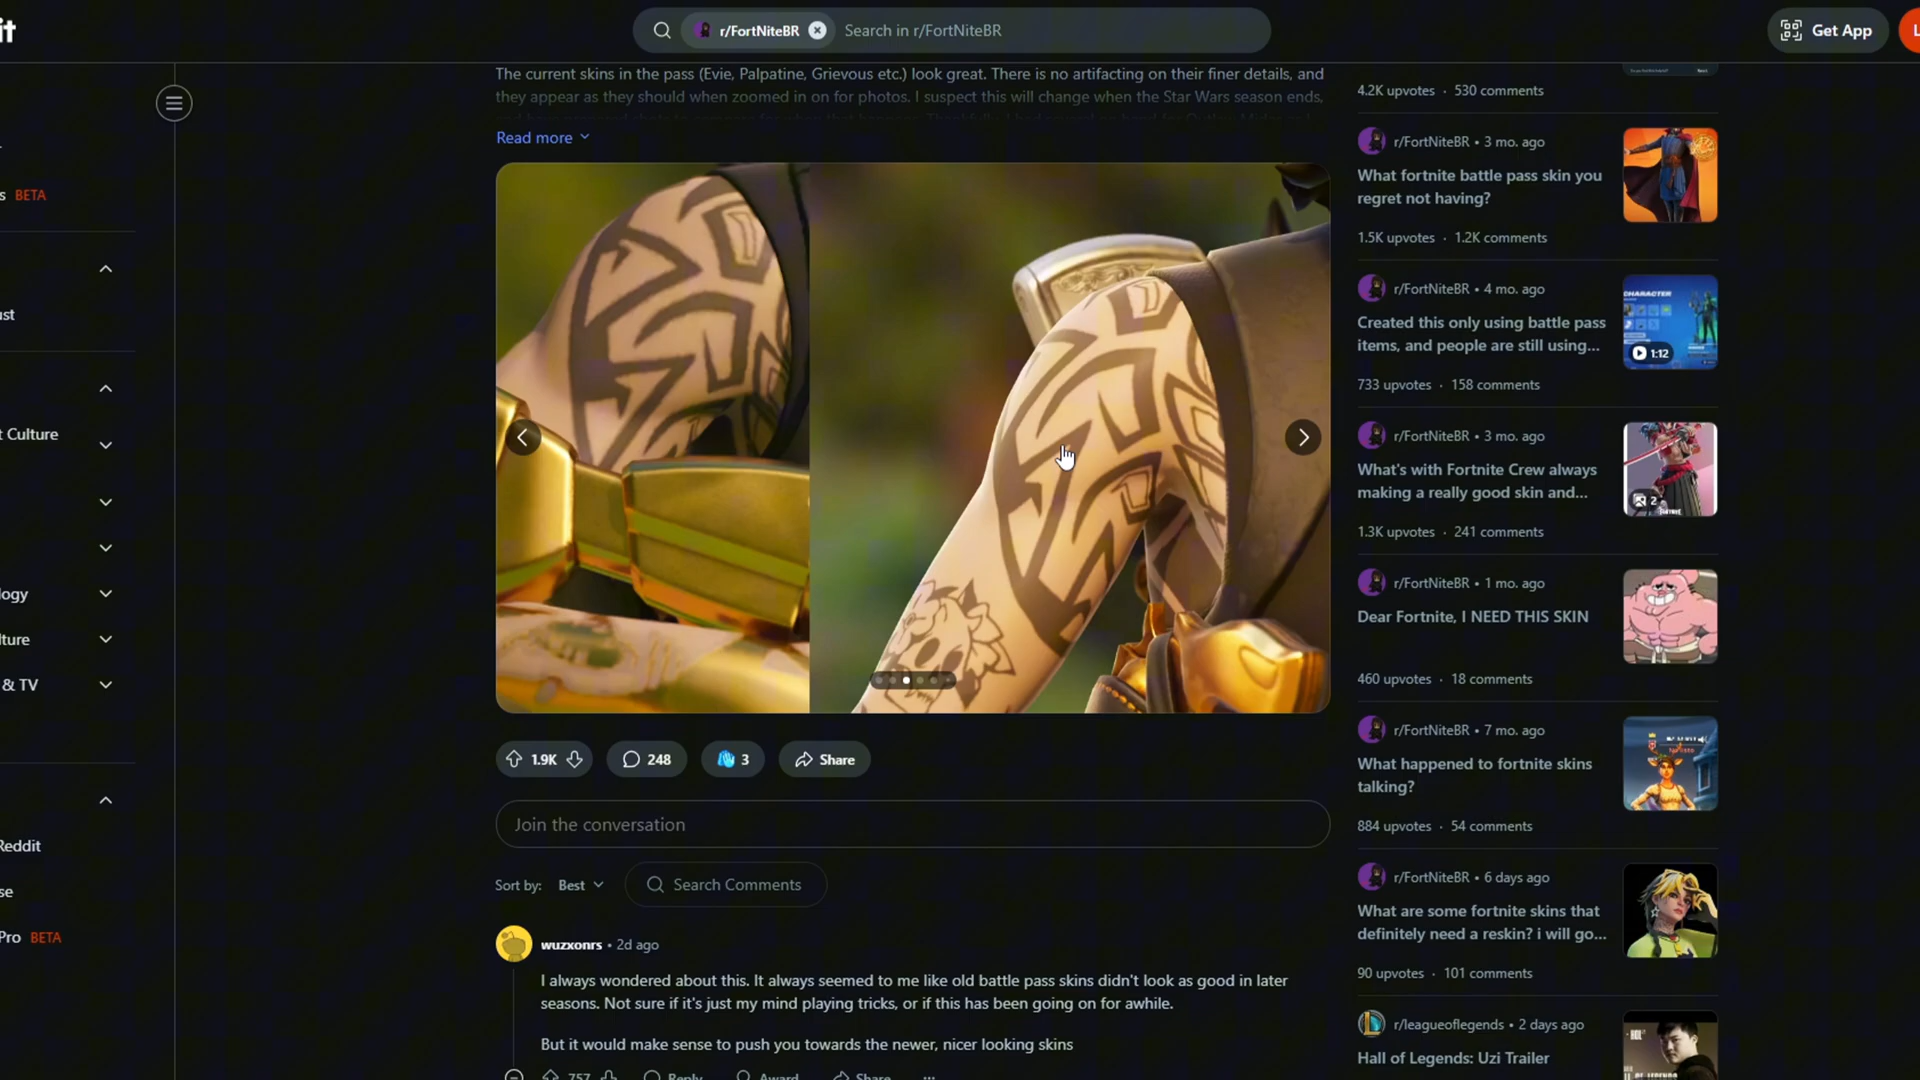 it
r/FortNiteBR
Search in r/FortNiteBR
Get App
The current skins in the pass (Evie, Palpatine, Grievous etc.) look great. There is no artifacting on their finer details, and
they appear as they should when zoomed in on for photos. I suspect this will change when the Star Wars season ends,
Read more
s BETA
ust
t Culture
logy
lture
& TV
Reddit
se
Pro BETA
1.9K
248
3
Share
Join the conversation
Sort by: Best
Search Comments
wuzxonrs • 2d ago
I always wondered about this. It always seemed to me like old battle pass skins didn't look as good in later
seasons. Not sure if it's just my mind playing tricks, or if this has been going on for awhile.
But it would make sense to push you towards the newer, nicer looking skins
757
Reply
Award
Share
4.2K upvotes · 530 comments
r/FortNiteBR • 3 mo. ago
What fortnite battle pass skin you
regret not having?
1.5K upvotes · 1.2K comments
r/FortNiteBR • 4 mo. ago
Created this only using battle pass
items, and people are still using...
CHARACTER
1:12
733 upvotes · 158 comments
r/FortNiteBR • 3 mo. ago
What's with Fortnite Crew always
making a really good skin and...
2
1.3K upvotes · 241 comments
r/FortNiteBR • 1 mo. ago
Dear Fortnite, I NEED THIS SKIN
460 upvotes · 18 comments
r/FortNiteBR • 7 mo. ago
What happened to fortnite skins
talking?
884 upvotes · 54 comments
r/FortNiteBR • 6 days ago
What are some fortnite skins that
definitely need a reskin? i will go...
90 upvotes · 101 comments
r/leagueoflegends • 2 days ago
Hall of Legends: Uzi Trailer